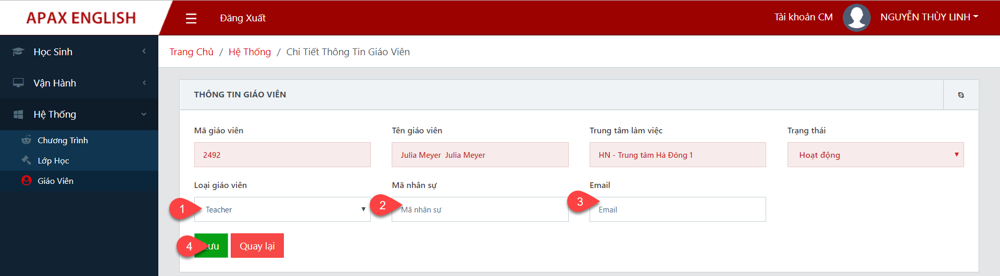 APAX ENGLISH
Đăng Xuất
Tài khoản CM
NGUYỄN THÙY LINH
Học Sinh
Vận Hành
Hệ Thống
Chương Trình
Lớp Học
Giáo Viên
Trang Chủ / Hệ Thống / Chi Tiết Thông Tin Giáo Viên
THÔNG TIN GIÁO VIÊN
Mã giáo viên
2492
Tên giáo viên
Julia Meyer Julia Meyer
Trung tâm làm việc
HN - Trung tâm Hà Đông 1
Trạng thái
Hoạt động
Loại giáo viên
1
Teacher
Mã nhân sự
2
Mã nhân sự
Email
3
Email
4
Lưu
Quay lại